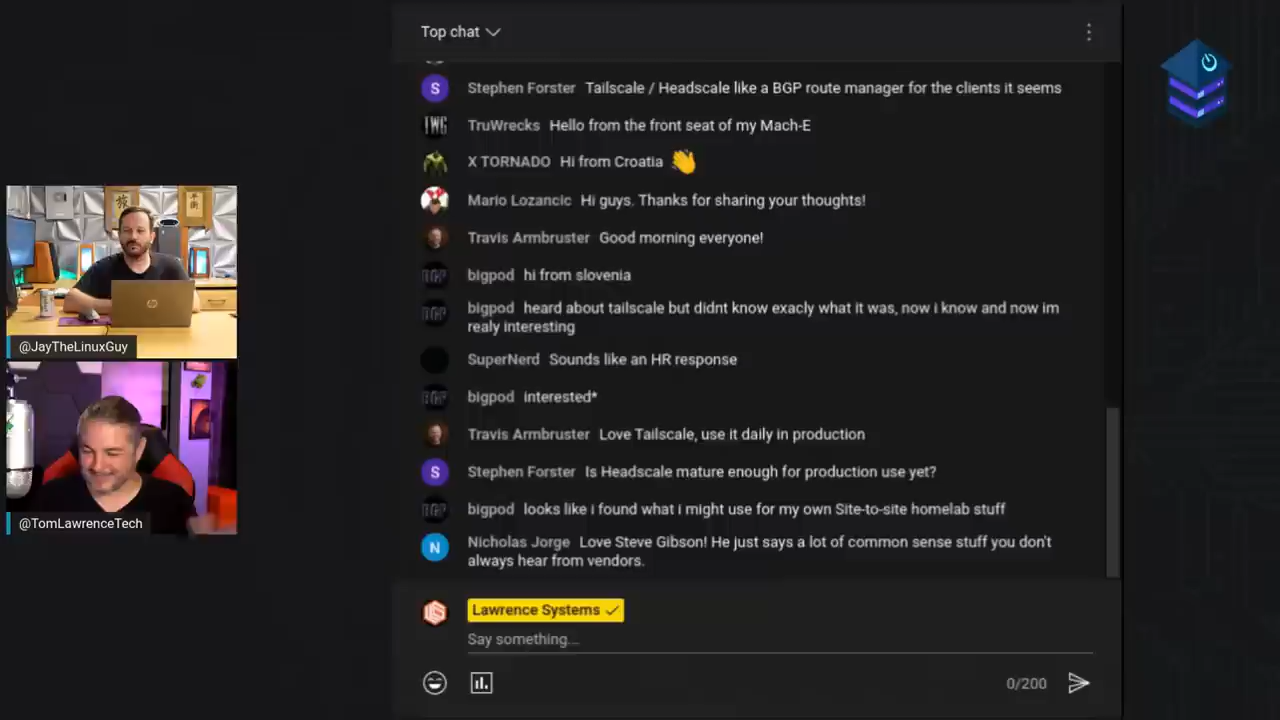 Top chat
Stephen Forster Tailscale / Headscale like a BGP route manager for the clients it seems
TruWrecks Hello from the front seat of my Mach-E
X TORNADO Hi from Croatia 👋
Mario Lozancic Hi guys. Thanks for sharing your thoughts!
Travis Armbruster Good morning everyone!
bigpod hi from slovenia
bigpod heard about tailscale but didnt know exacly what it was, now i know and now im
realy interesting
SuperNerd Sounds like an HR response
bigpod interested*
Travis Armbruster Love Tailscale, use it daily in production
Stephen Forster Is Headscale mature enough for production use yet?
bigpod looks like i found what i might use for my own Site-to-site homelab stuff
Nicholas Jorge Love Steve Gibson! He just says a lot of common sense stuff you don't
always hear from vendors.
Lawrence Systems ✓
Say something...
0/200
@JayTheLinuxGuy
@TomLawrenceTech